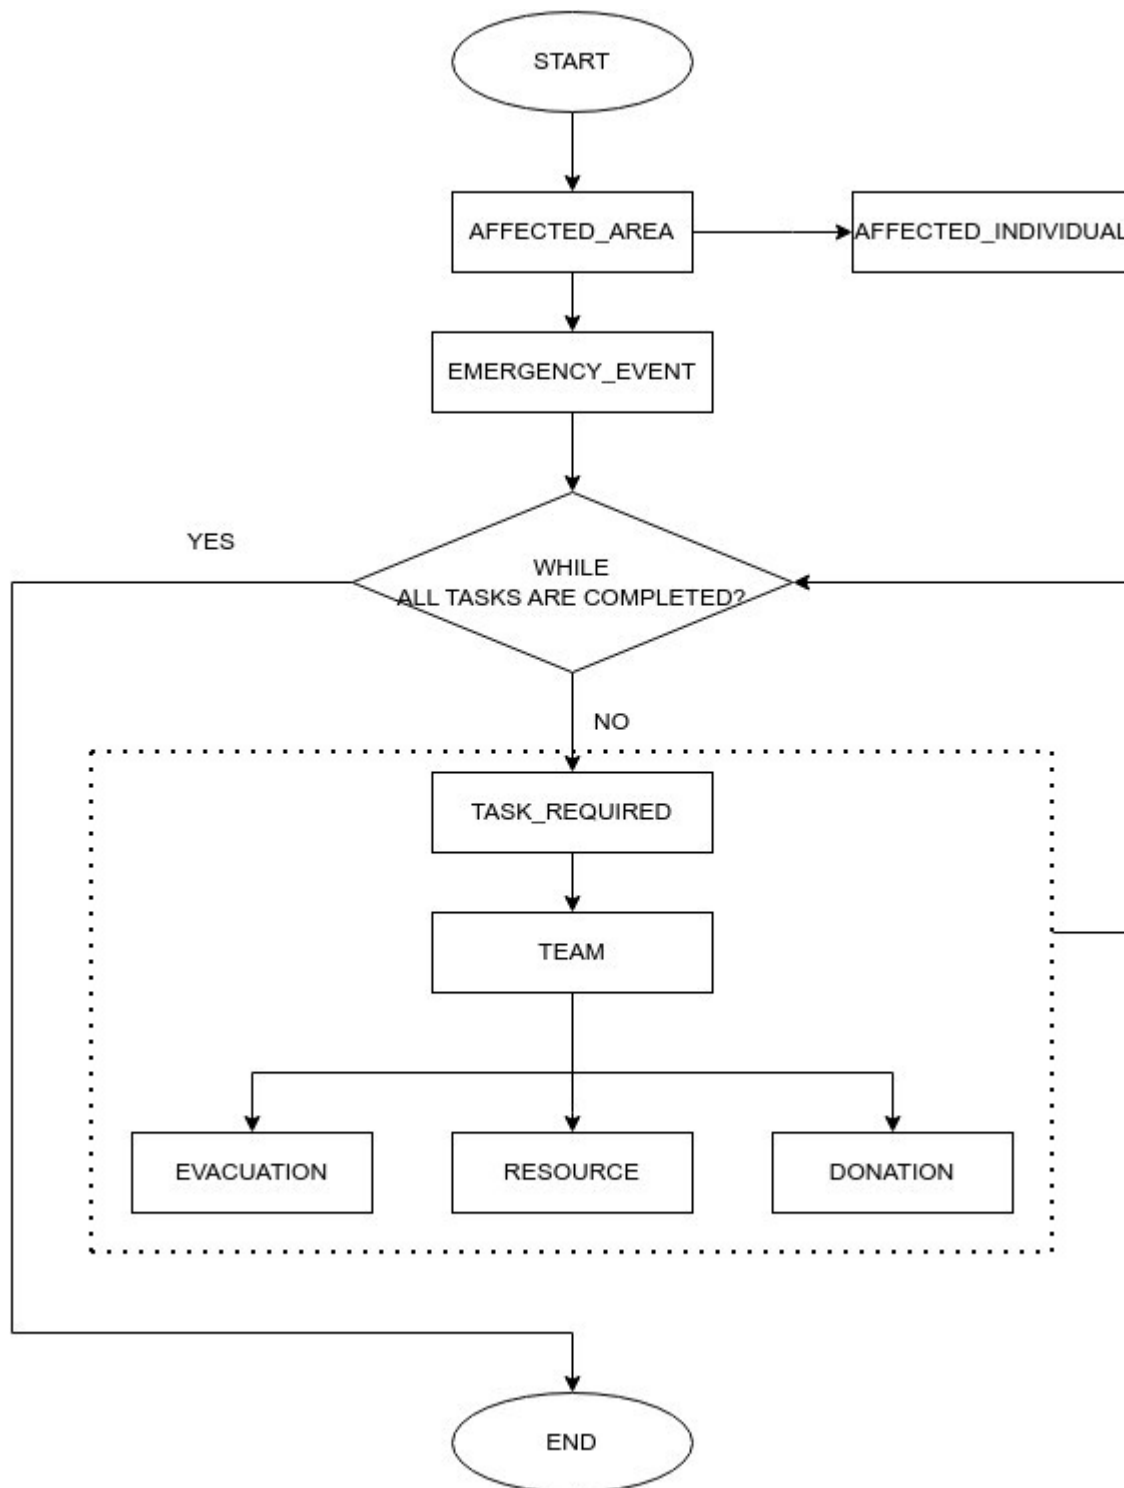 START
AFFECTED_AREA
AFFECTED_INDIVIDUAL
EMERGENCY_EVENT
YES
WHILE
ALL TASKS ARE COMPLETED?
NO
TASK_REQUIRED
TEAM
EVACUATION
RESOURCE
DONATION
END